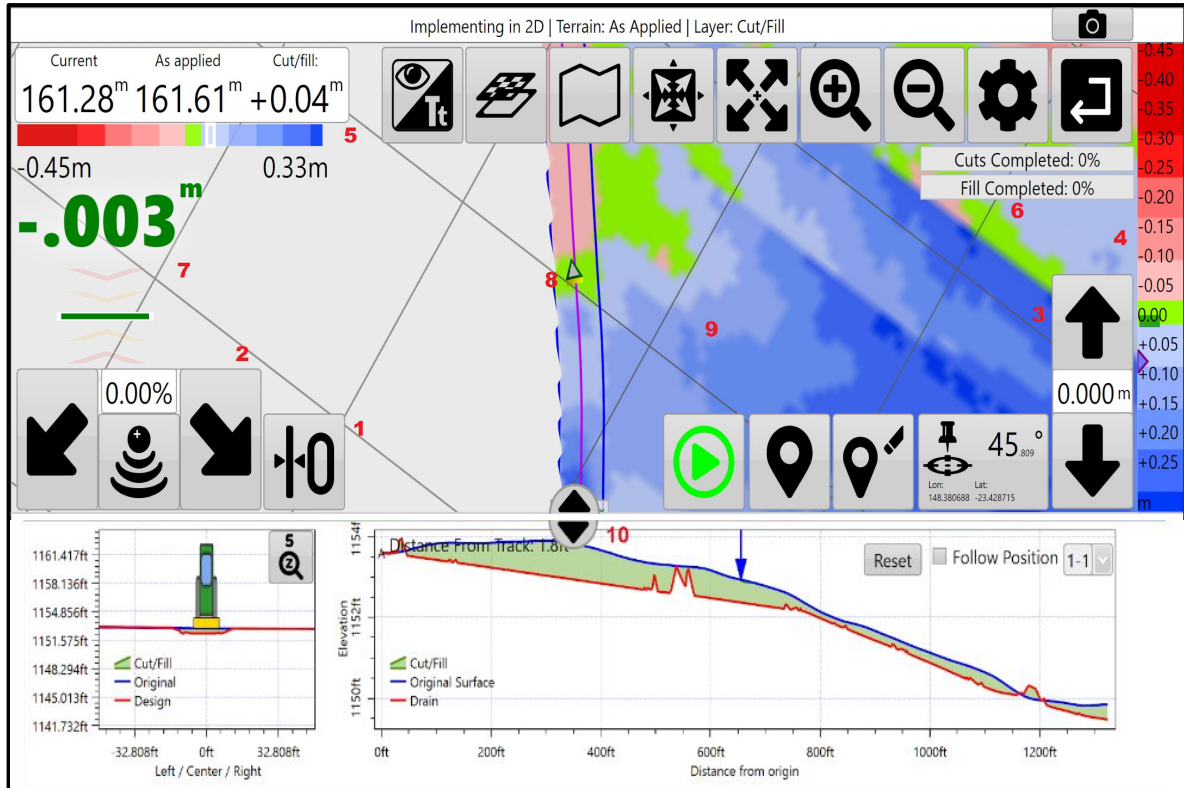 Implementing in 2D | Terrain: As Applied | Layer: Cut/Fill
Current As applied Cut/fill:
161.28m 161.61m +0.04m
-0.45m 0.33m
5
Tt
-.003m
7
2
0.00%
1
8
9
10
Cuts Completed: 0%
Fill Completed: 0%
6
4
3
-0.45
-0.40
-0.35
-0.30
-0.25
-0.20
-0.15
-0.10
-0.05
0.00
+0.05
+0.10
+0.15
+0.20
+0.25
m
0.000 m
45.809°
Lon: Lat:
148.380688 -23.428715
5
Z
1161.417ft
1158.136ft
1154.856ft
1151.575ft
1148.294ft
1145.013ft
1141.732ft
Cut/Fill
Original
Design
-32.808ft 0ft 32.808ft
Left / Center / Right
Distance From Track: 1.8ft
A
Reset Follow Position 1-1
Elevation
1154f
1152ft
1150ft
Cut/Fill
Original Surface
Drain
0ft 200ft 400ft 600ft 800ft 1000ft 1200ft
Distance from origin